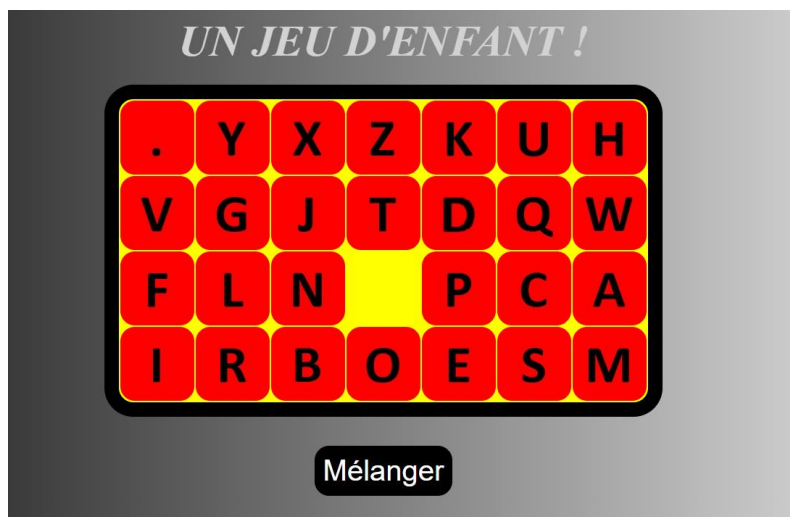 UN JEU D'ENFANT !
. Y X Z K U H
V G J T D Q W
F L N P C A
I R B O E S M
Mélanger